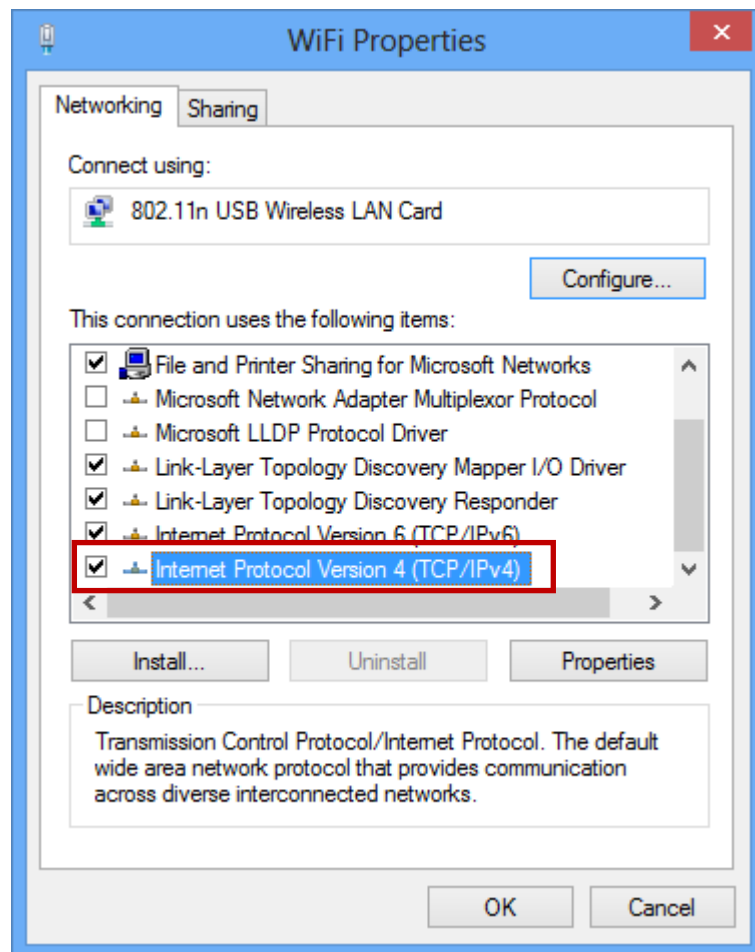 WiFi Properties
Networking
Sharing
Connect using:
802.11n USB Wireless LAN Card
Configure...
This connection uses the following items:
File and Printer Sharing for Microsoft Networks
Microsoft Network Adapter Multiplexor Protocol
Microsoft LLDP Protocol Driver
Link-Layer Topology Discovery Mapper I/O Driver
Link-Layer Topology Discovery Responder
Internet Protocol Version 6 (TCP/IPv6)
Internet Protocol Version 4 (TCP/IPv4)
Install...
Uninstall
Properties
Description
Transmission Control Protocol/Internet Protocol. The default
wide area network protocol that provides communication
across diverse interconnected networks.
OK
Cancel